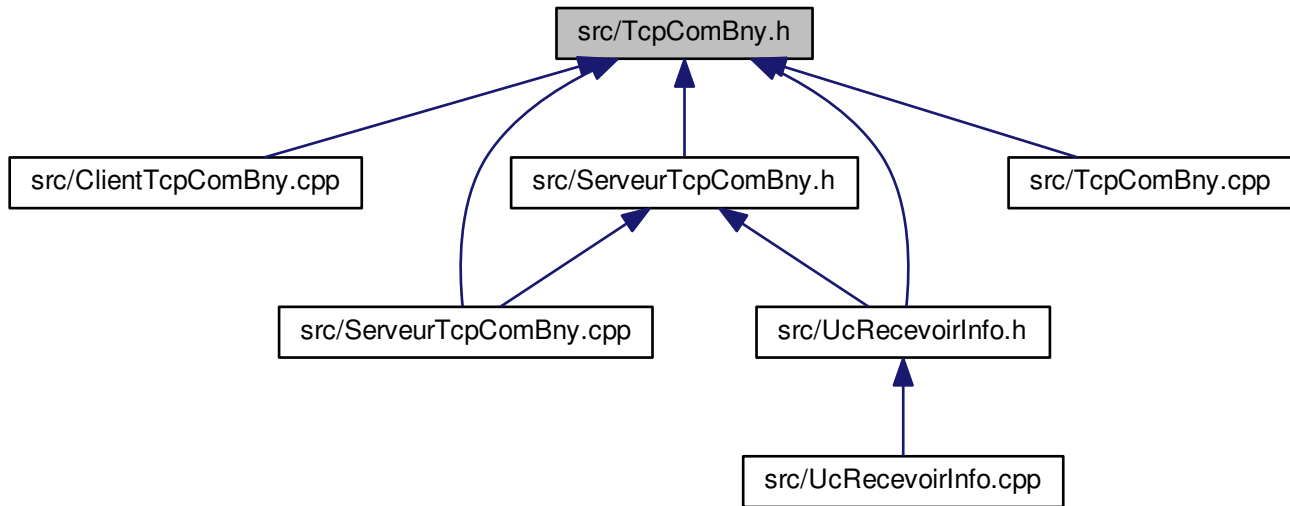 src/TcpComBny.h
src/ClientTcpComBny.cpp
src/ServeurTcpComBny.h
src/TcpComBny.cpp
src/ServeurTcpComBny.cpp
src/UcRecevoirInfo.h
src/UcRecevoirInfo.cpp